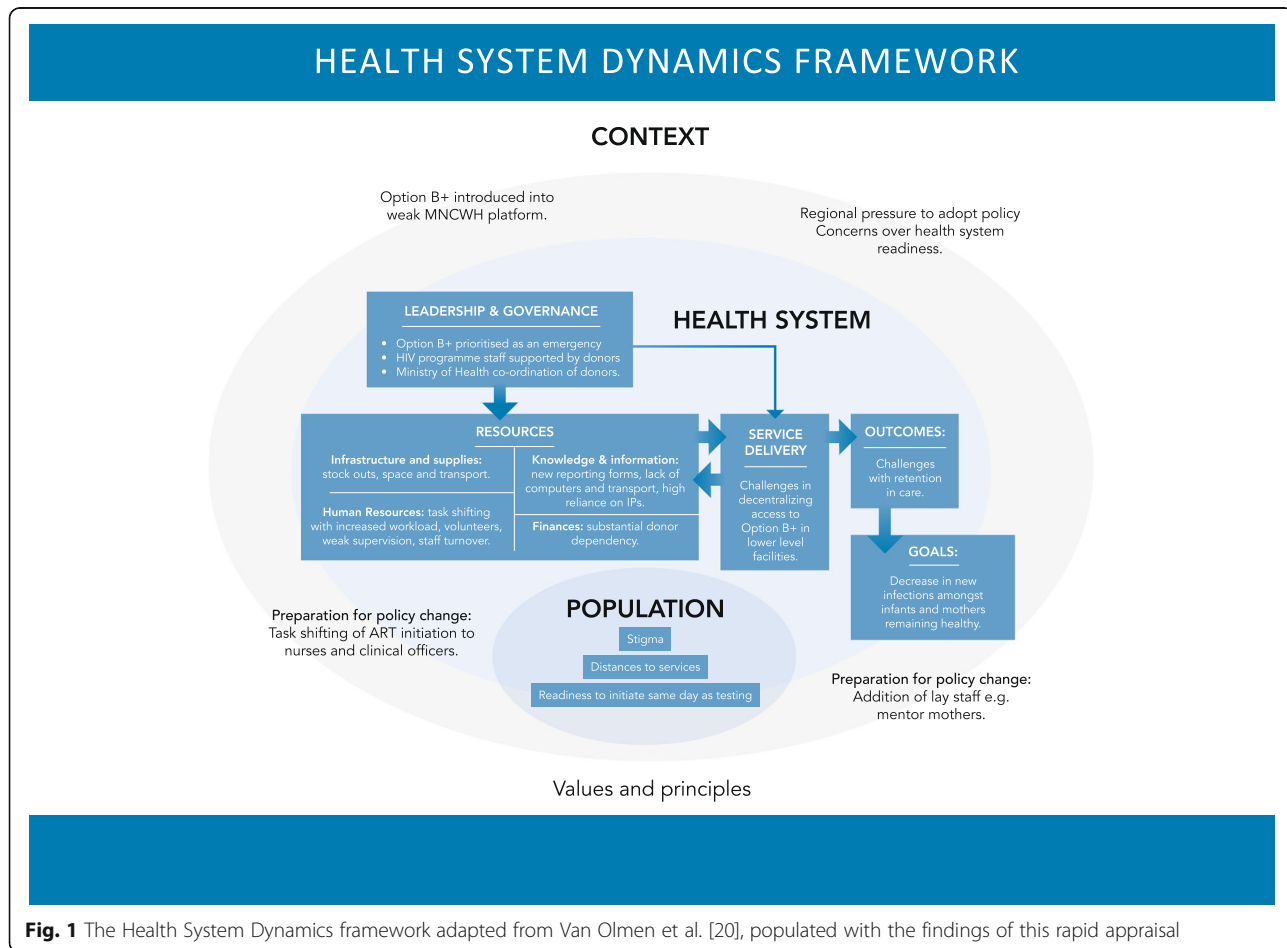 HEALTH SYSTEM DYNAMICS FRAMEWORK
CONTEXT
Option B+ introduced into
weak MNCWH platform.
Regional pressure to adopt policy
Concerns over health system
readiness.
HEALTH SYSTEM
LEADERSHIP & GOVERNANCE
• Option B+ prioritised as an emergency
• HIV programme staff supported by donors
• Ministry of Health co-ordination of donors.
RESOURCES
Infrastructure and supplies:
stock outs, space and transport.
Human Resources: task shifting
with increased workload, volunteers,
weak supervision, staff turnover.
Knowledge & information:
new reporting forms, lack of
computers and transport, high
reliance on IPs.
Finances: substantial donor
dependency.
SERVICE
DELIVERY
Challenges in
decentralizing
access to
Option B+ in
lower level
facilities.
OUTCOMES:
Challenges
with retention
in care.
GOALS:
Decrease in new
infections amongst
infants and mothers
remaining healthy.
POPULATION
Stigma
Distances to services
Readiness to initiate same day as testing
Preparation for policy change:
Task shifting of ART initiation to
nurses and clinical officers.
Preparation for policy change:
Addition of lay staff e.g.
mentor mothers.
Values and principles
Fig. 1 The Health System Dynamics framework adapted from Van Olmen et al. [20], populated with the findings of this rapid appraisal